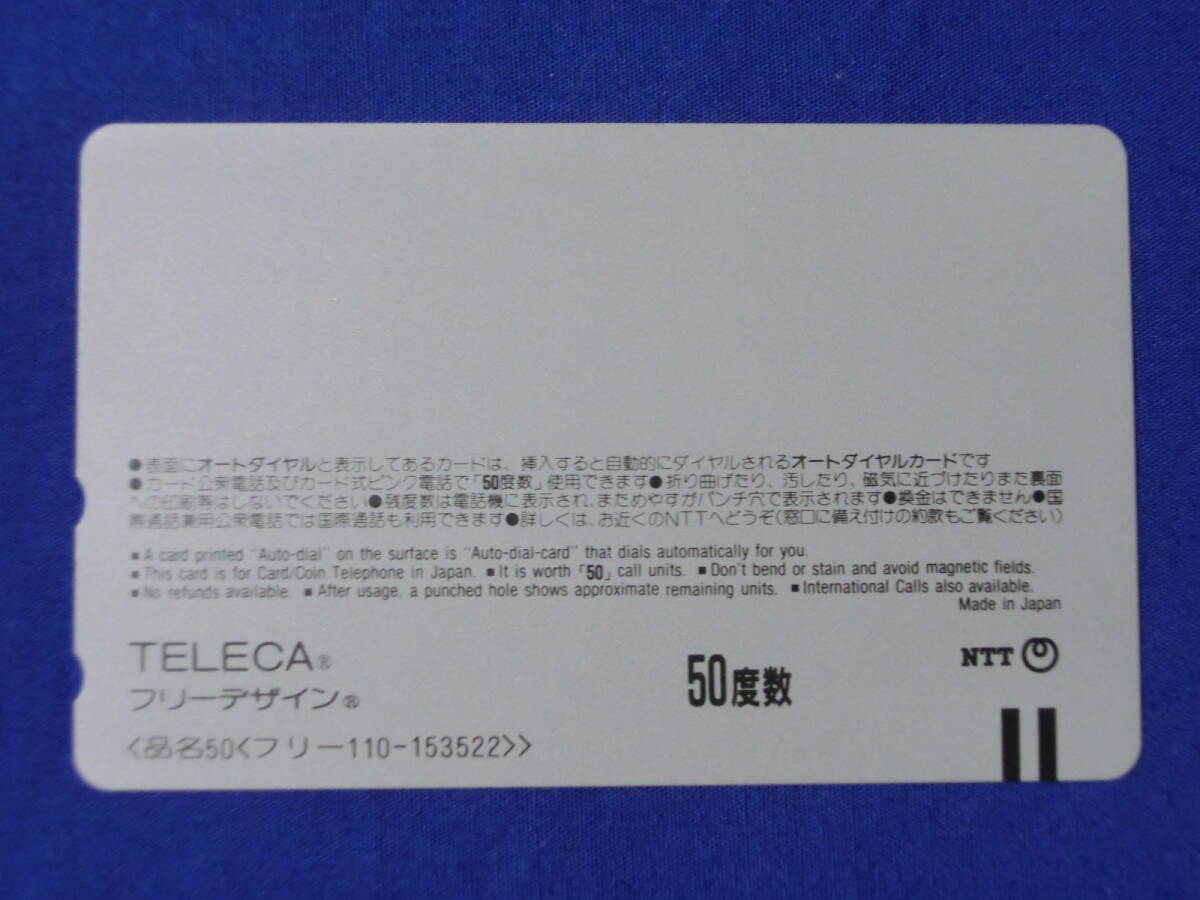 ●表面にオートダイヤルと表示してあるカードは、挿入すると自動的にダイヤルされるオートダイヤルカードです
●カード公衆電話及びカード式ピンク電話で「50度数」使用できます●折り曲げたり、汚したり、磁気に近づけたりまた裏面
への印刷等はしないでください●残度数は電話機に表示され、まためやすがパンチ穴で表示されます●換金はできません●国
際通話兼用公衆電話では国際通話も利用できます●詳しくは、お近くのNTTへどうぞ(窓口に備え付けの約款もご覧ください)
■A card printed "Auto-dial" on the surface is "Auto-dial-card" that dials automatically for you.
■This card is for Card/Coin Telephone in Japan. ■It is worth「50」call units. ■Don't bend or stain and avoid magnetic fields.
■No refunds available. ■After usage, a punched hole shows approximate remaining units. ■International Calls also available.
Made in Japan
TELECA®
フリーデザイン®
50度数
NTT
〈品名50〈フリー110-153522〉〉